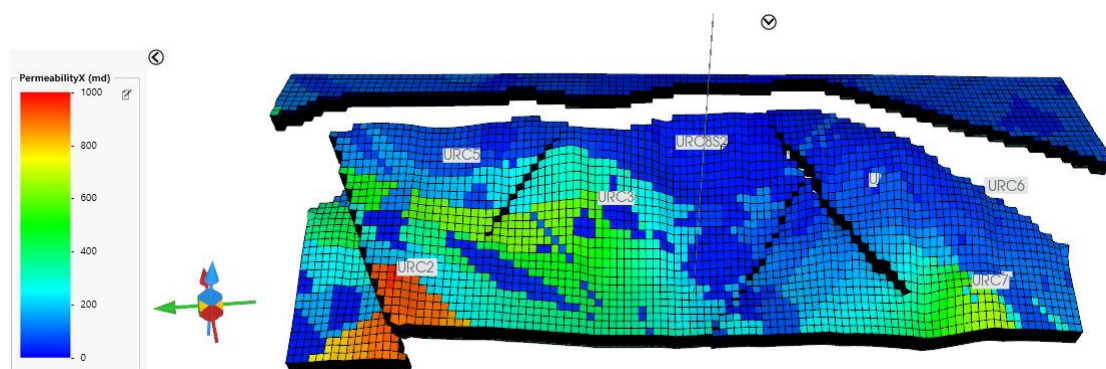 PermeabilityX (md)
1000
800
600
400
200
0
URC5
URC8S2
URC3
U
URC6
URC2
URC7